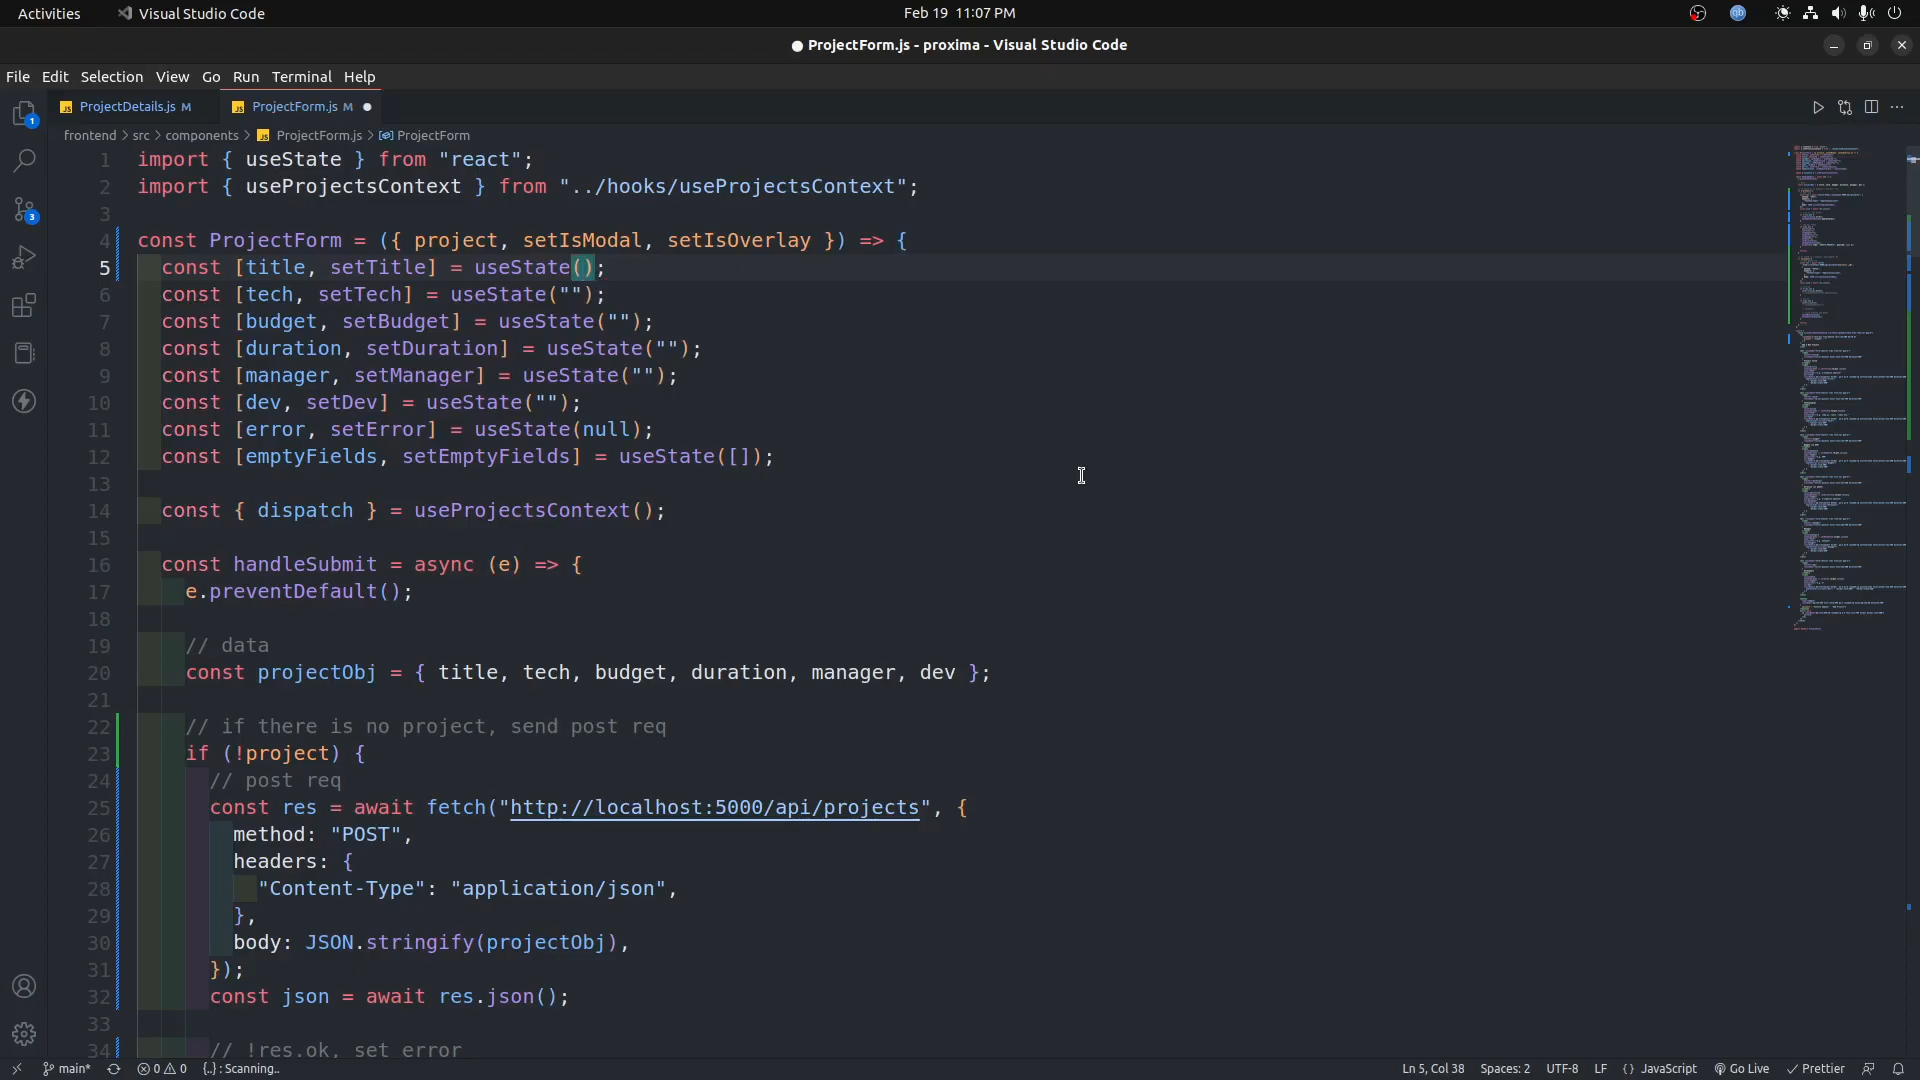 Activities Visual Studio Code Feb 19 11:07 PM
ProjectForm.js - proxima - Visual Studio Code
File Edit Selection View Go Run Terminal Help
ProjectDetails.js M ProjectForm.js M
frontend > src > components > ProjectForm.js > ProjectForm
1 import { useState } from "react";
2 import { useProjectsContext } from "../hooks/useProjectsContext";
3
4 const ProjectForm = ({ project, setIsModal, setIsOverlay }) => {
5 const [title, setTitle] = useState();
6 const [tech, setTech] = useState("");
7 const [budget, setBudget] = useState("");
8 const [duration, setDuration] = useState("");
9 const [manager, setManager] = useState("");
10 const [dev, setDev] = useState("");
11 const [error, setError] = useState(null);
12 const [emptyFields, setEmptyFields] = useState([]);
13
14 const { dispatch } = useProjectsContext();
15
16 const handleSubmit = async (e) => {
17 e.preventDefault();
18
19 // data
20 const projectObj = { title, tech, budget, duration, manager, dev };
21
22 // if there is no project, send post req
23 if (!project) {
24 // post req
25 const res = await fetch("http://localhost:5000/api/projects", {
26 method: "POST",
27 headers: {
28 "Content-Type": "application/json",
29 },
30 body: JSON.stringify(projectObj),
31 });
32 const json = await res.json();
33
34 // !res.ok, set error
main* 0 0 {..} : Scanning.. Ln 5, Col 38 Spaces: 2 UTF-8 LF {} JavaScript Go Live Prettier